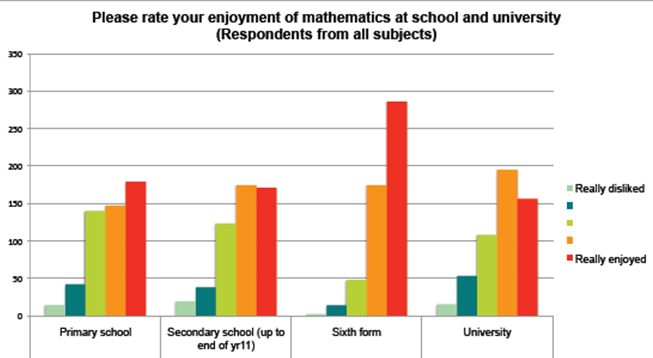 Please rate your enjoyment of mathematics at school and university
(Respondents from all subjects)
350
300
250
200
150
100
50
0
Primary school
Secondary school (up to
end of yr11)
Sixth form
University
Really disliked
Really enjoyed